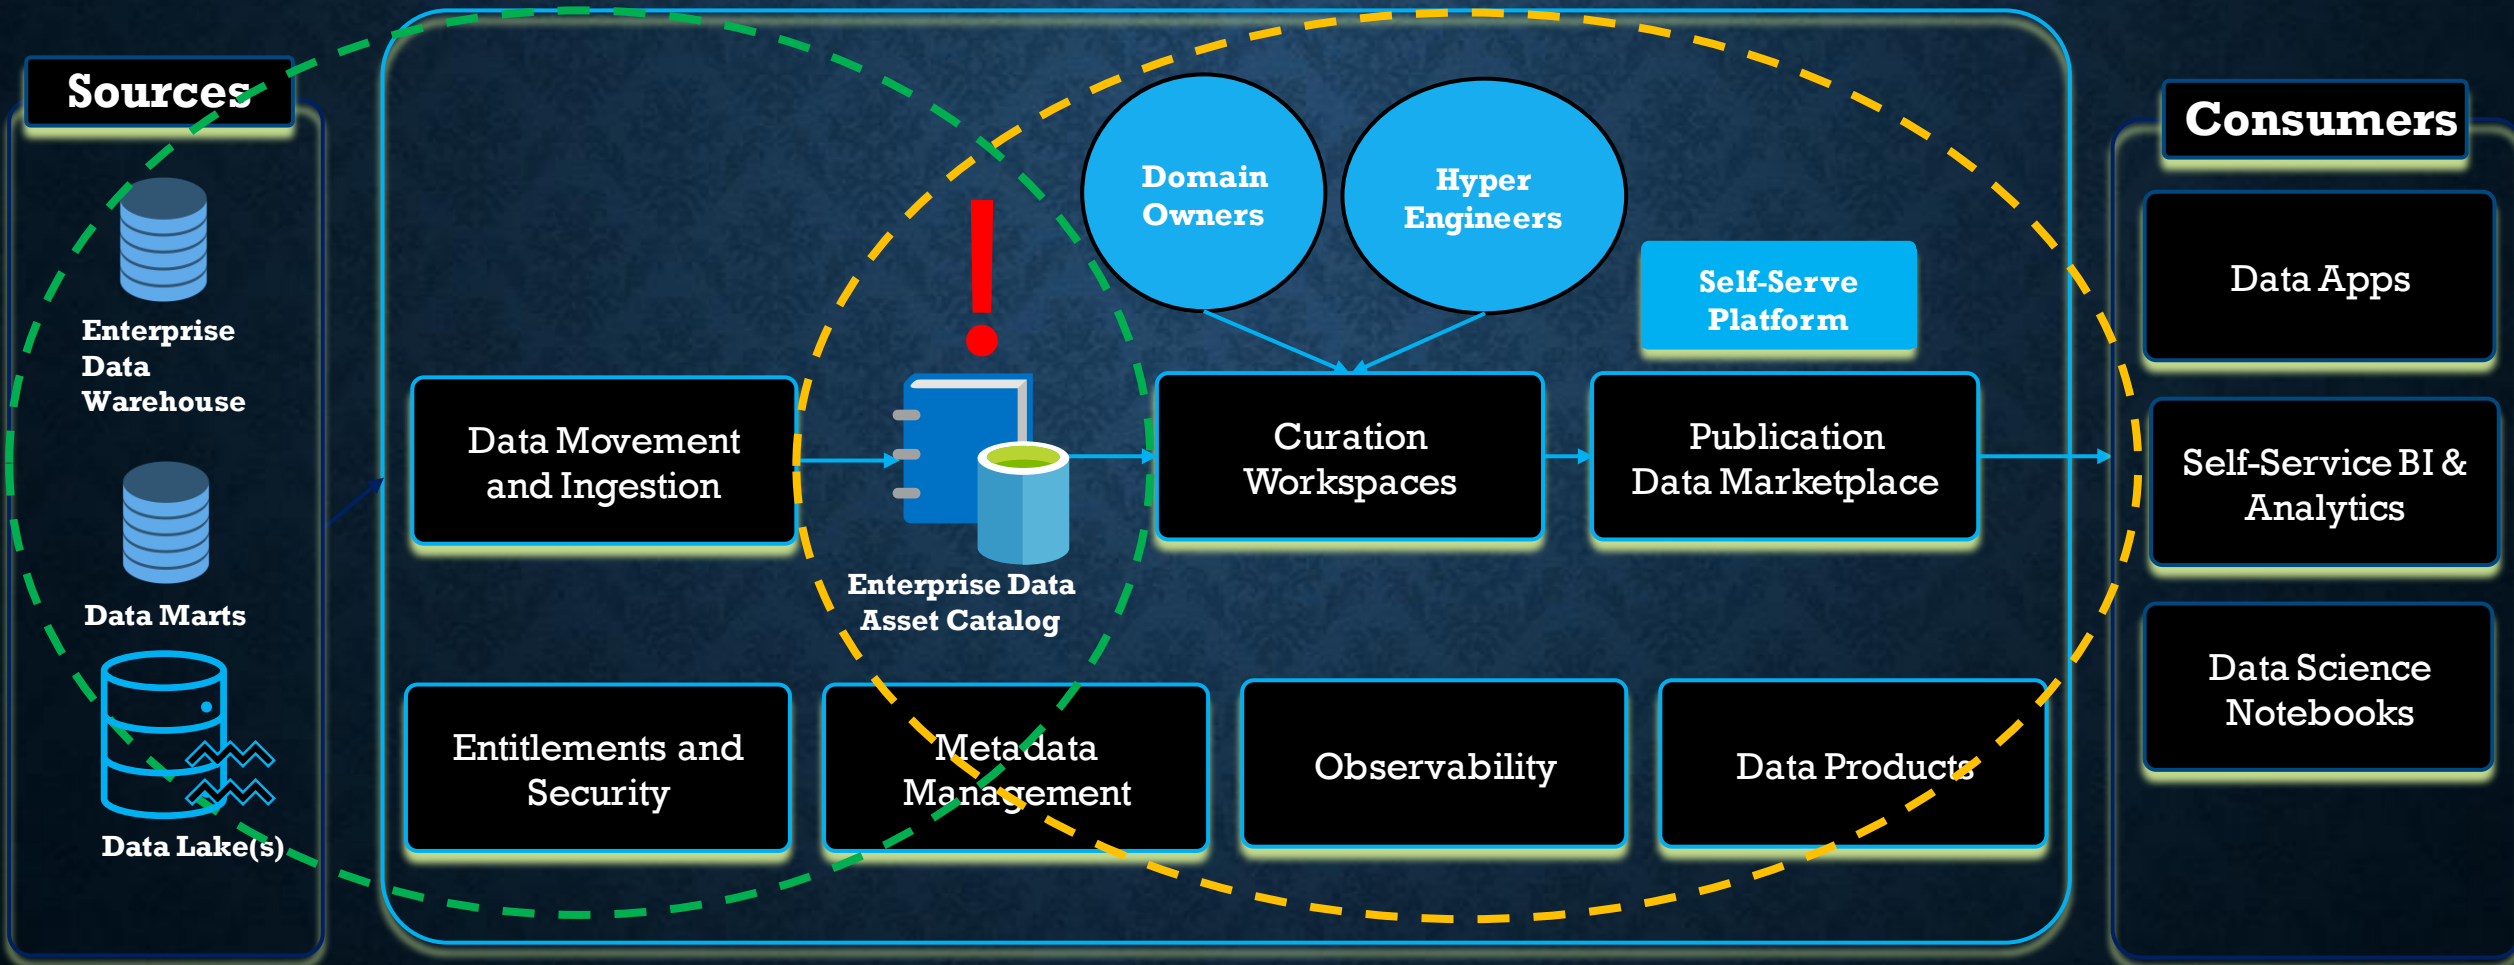 Sources
Enterprise
Data
Warehouse
Data Marts
Data Lake(s)
Domain
Owners
Hyper
Engineers
Self-Serve
Platform
Data Movement
and Ingestion
Enterprise Data
Asset Catalog
Curation
Workspaces
Publication
Data Marketplace
Entitlements and
Security
Metadata
Management
Observability
Data Products
Consumers
Data Apps
Self-Service BI &
Analytics
Data Science
Notebooks